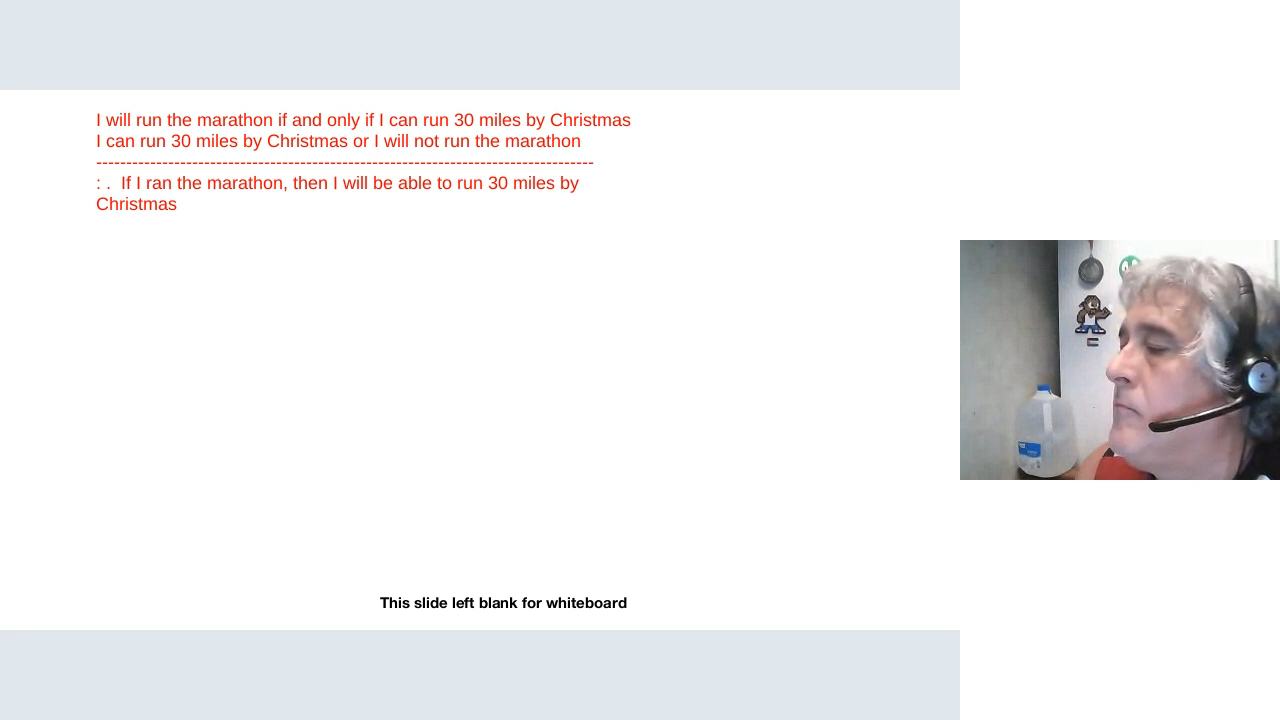 I will run the marathon if and only if I can run 30 miles by Christmas
I can run 30 miles by Christmas or I will not run the marathon
-----------------------------------------------------------------------------------
: .  If I ran the marathon, then I will be able to run 30 miles by
Christmas
This slide left blank for whiteboard